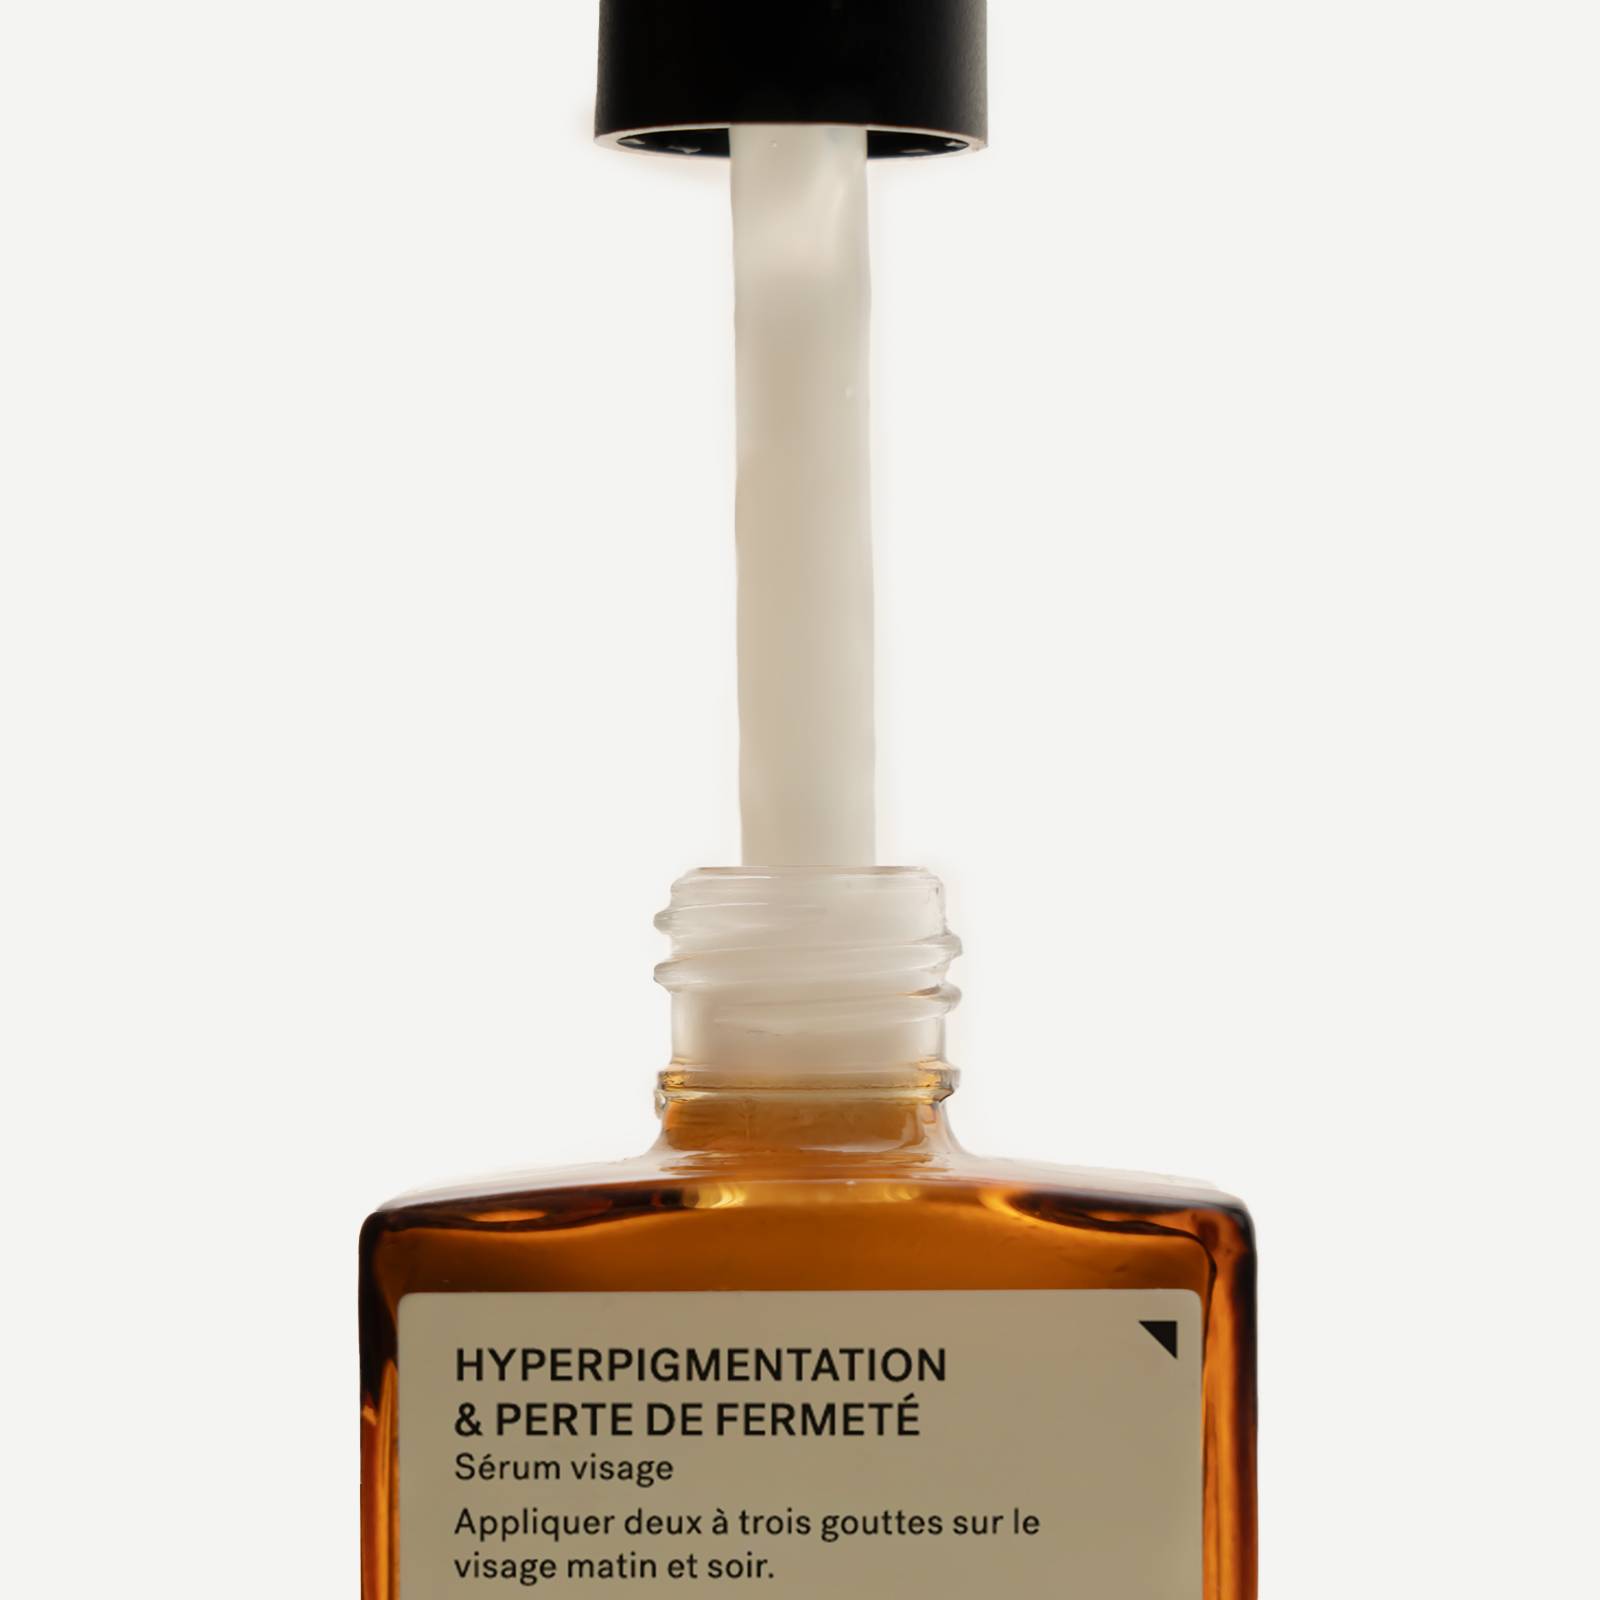 HYPERPIGMENTATION
& PERTE DE FERMETÉ
Sérum visage
Appliquer deux à trois gouttes sur le
visage matin et soir.